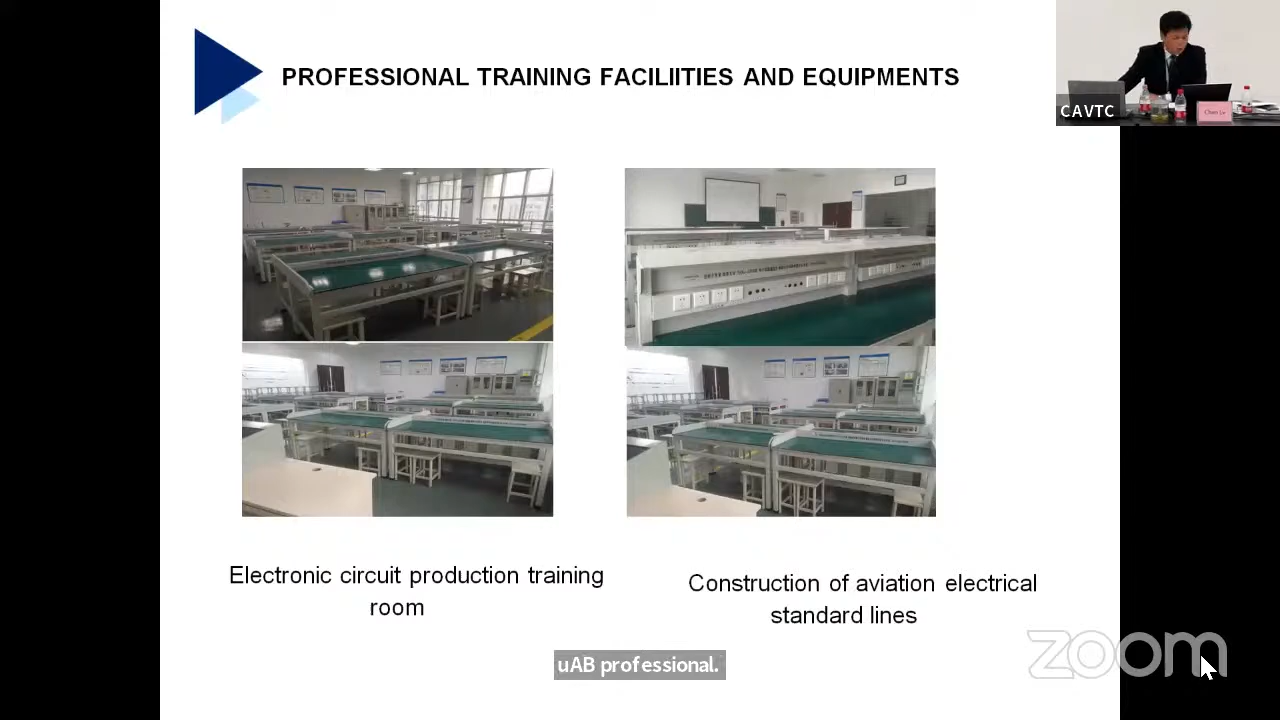 PROFESSIONAL TRAINING FACILIITIES AND EQUIPMENTS
CAVTC
Electronic circuit production training
room
Construction of aviation electrical
standard lines
uAB professional.
zoom